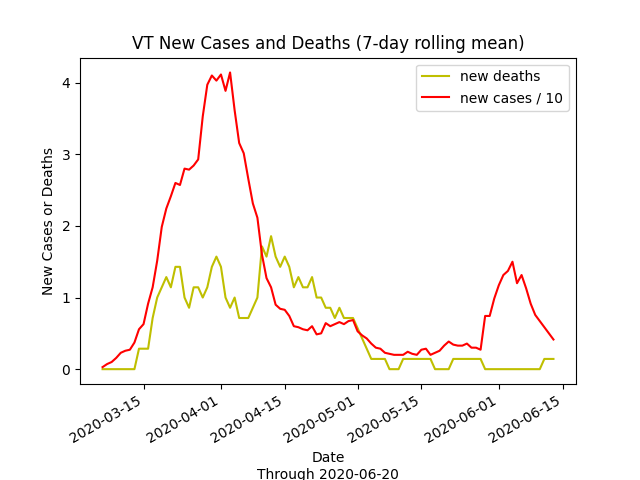 VT New Cases and Deaths (7-day rolling mean)
new deaths
new cases / 10
4
3
2
1
0
New Cases or Deaths
2020-03-15
2020-04-01
2020-04-15
2020-05-01
2020-05-15
2020-06-01
2020-06-15
Date
Through 2020-06-20